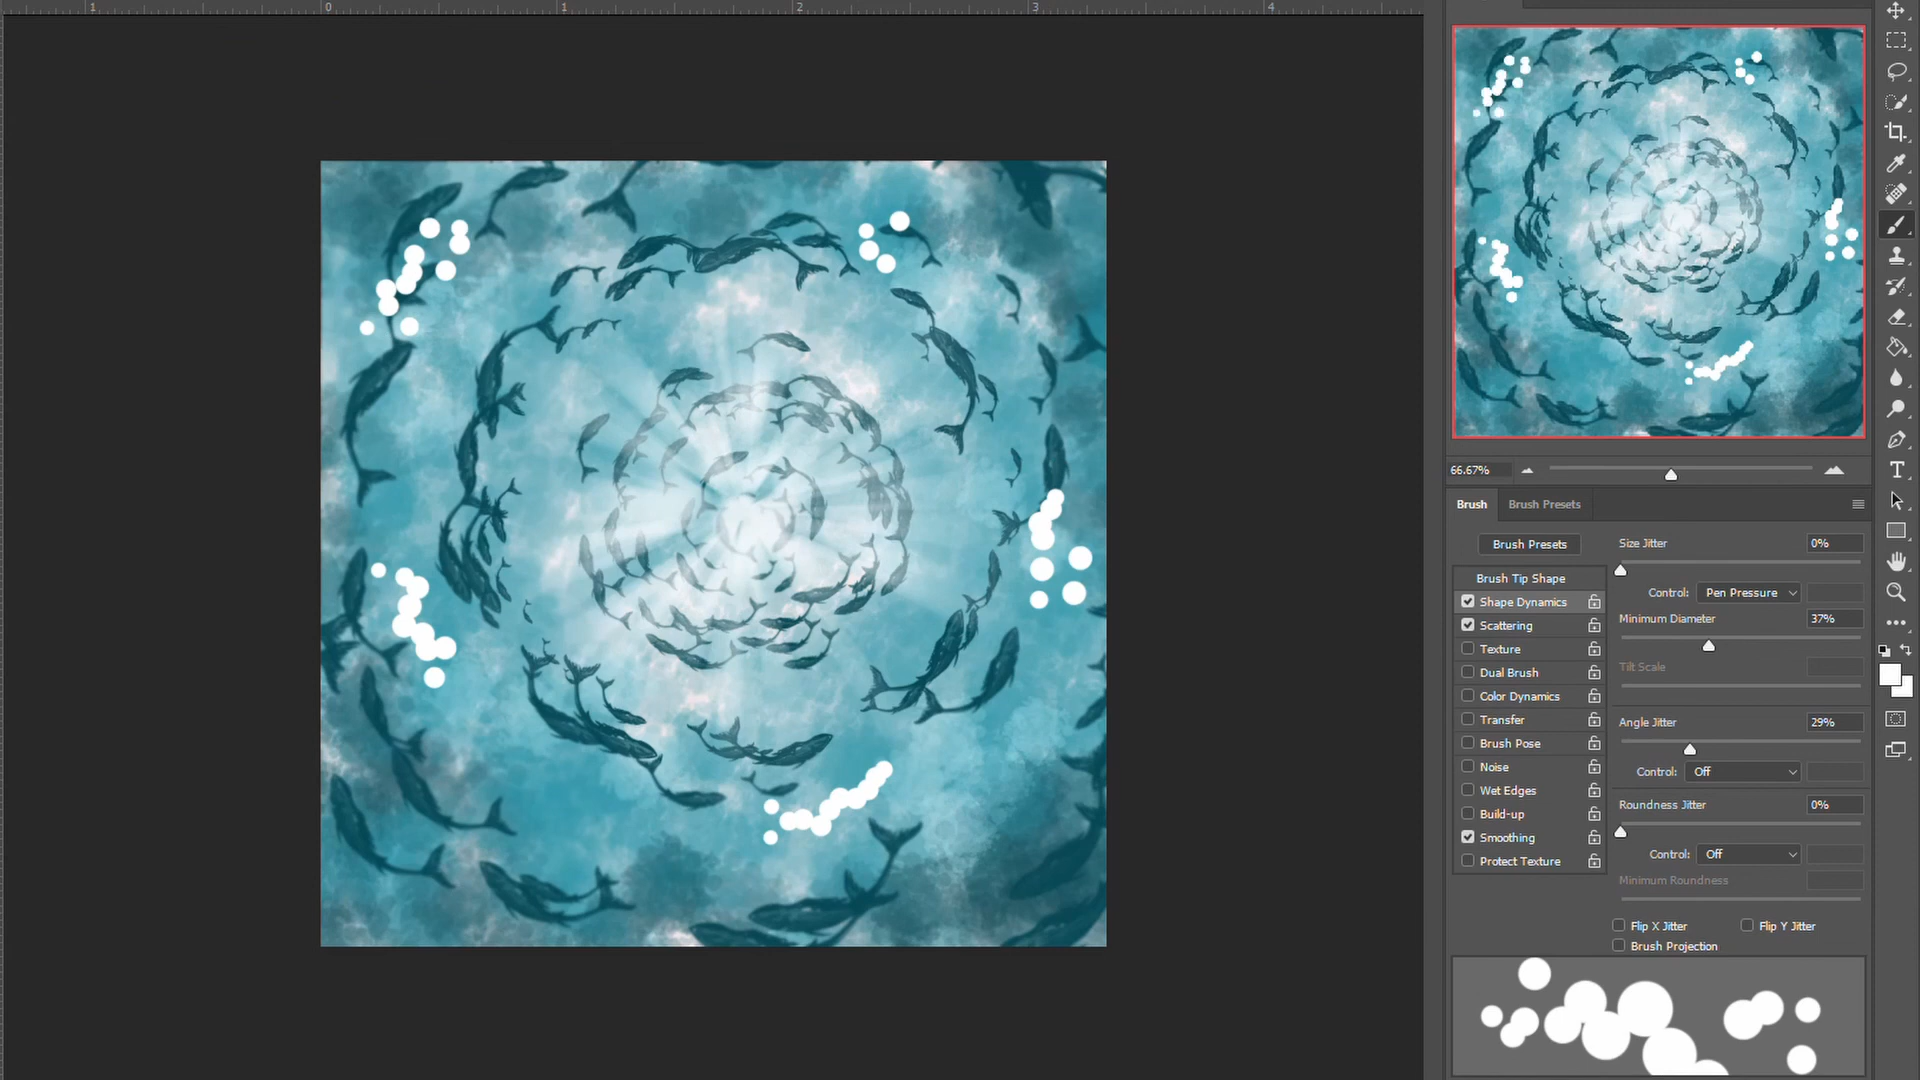 1 0 1 2 3 4
66.67%
Brush Brush Presets
Brush Presets
Brush Tip Shape
Shape Dynamics
Scattering
Texture
Dual Brush
Color Dynamics
Transfer
Brush Pose
Noise
Wet Edges
Build-up
Smoothing
Protect Texture
Size Jitter 0%
Control: Pen Pressure
Minimum Diameter 37%
Tilt Scale
Angle Jitter 29%
Control: Off
Roundness Jitter 0%
Control: Off
Minimum Roundness
Flip X Jitter Flip Y Jitter
Brush Projection
T